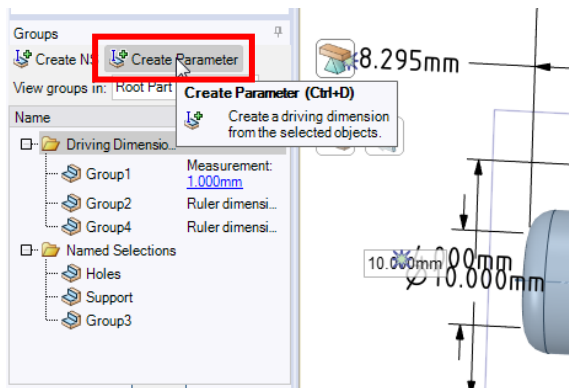 Groups
Create NS Create Parameter
View groups in: Root Part
Create Parameter (Ctrl+D)
Create a driving dimension
from the selected objects.
Name
Driving Dimensio...
Group1 Measurement:
1.000mm
Group2 Ruler dimensi...
Group4 Ruler dimensi...
Named Selections
Holes
Support
Group3
8.295mm
10.000mm
10.000mm